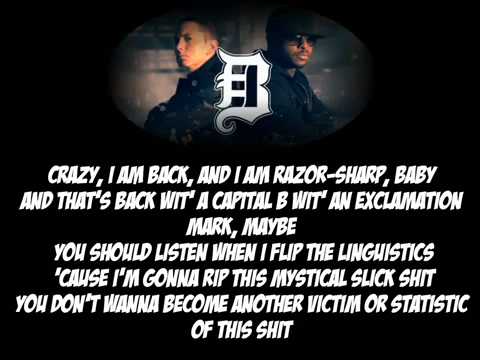 CRAZY, I AM BACK, AND I AM RAZOR-SHARP, BABY
AND THAT'S BACK WIT' A CAPITAL B WIT' AN EXCLAMATION
MARK, MAYBE
YOU SHOULD LISTEN WHEN I FLIP THE LINGUISTICS
'CAUSE I'M GONNA RIP THIS MYSTICAL SLICK SHIT
YOU DON'T WANNA BECOME ANOTHER VICTIM OR STATISTIC
OF THIS SHIT